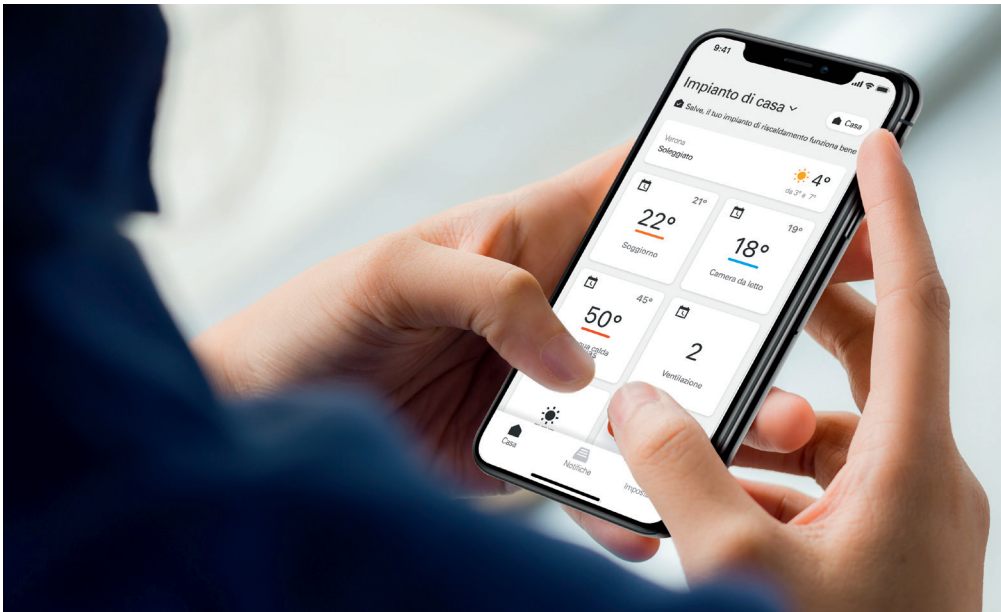 9:41
Impianto di casa
Casa
Salve, il tuo impianto di riscaldamento funziona bene
Verona
Soleggiato
4°
da 3° a 7°
21°
22°
Soggiorno
19°
18°
Camera da letto
45°
50°
calda
2
Ventilazione
Casa
Notifiche